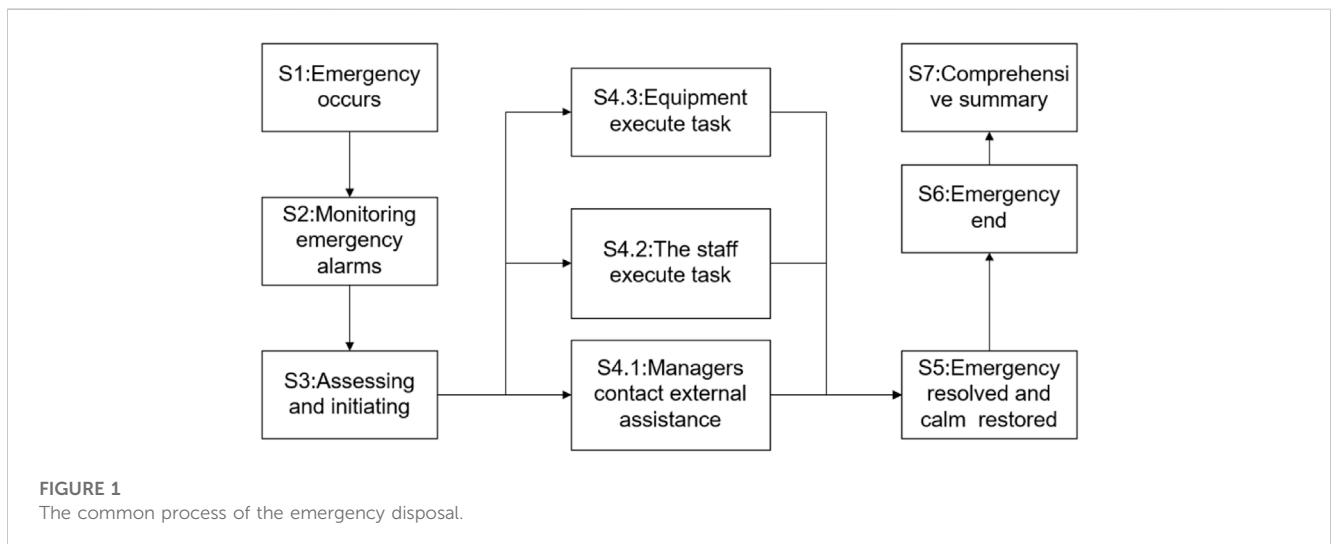 S1:Emergency
occurs
S2:Monitoring
emergency
alarms
S3:Assessing
and initiating
S4.3:Equipment
execute task
S4.2:The staff
execute task
S4.1:Managers
contact external
assistance
S7:Comprehensi
ve summary
S6:Emergency
end
S5:Emergency
resolved and
calm restored
FIGURE 1
The common process of the emergency disposal.